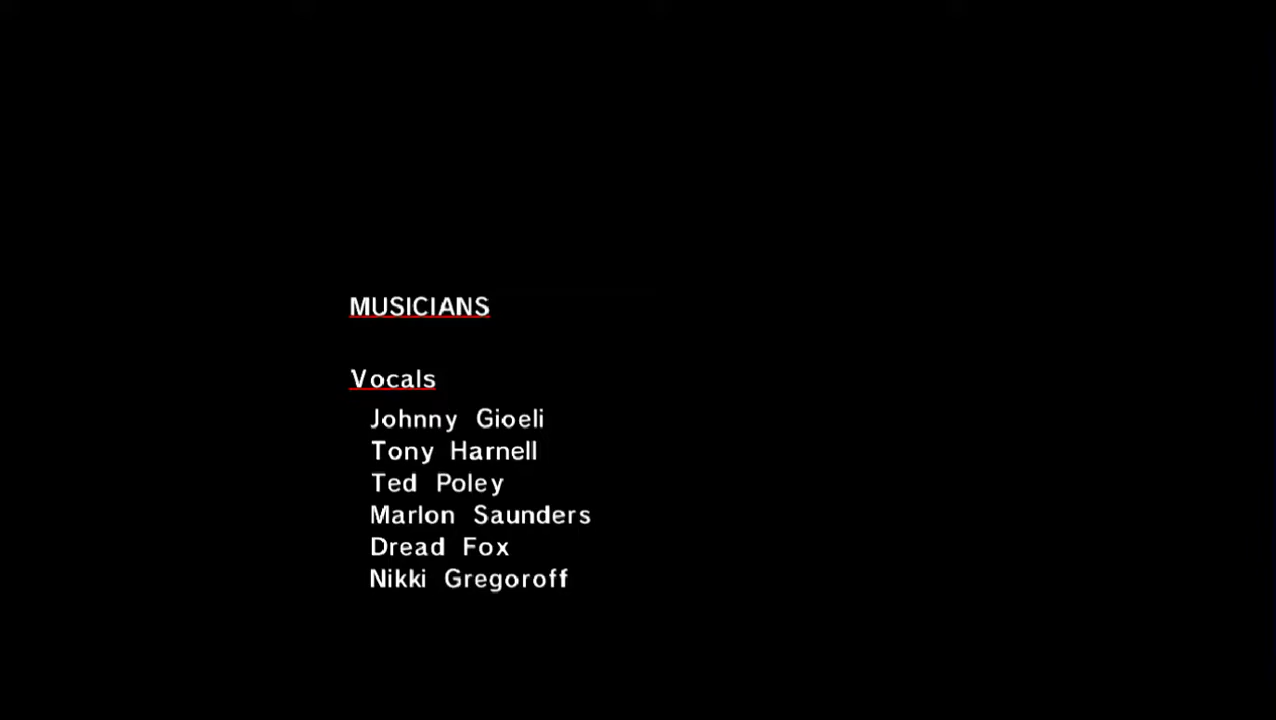 MUSICIANS
Vocals
Johnny Gioeli
Tony Harnell
Ted Poley
Marlon Saunders
Dread Fox
Nikki Gregoroff